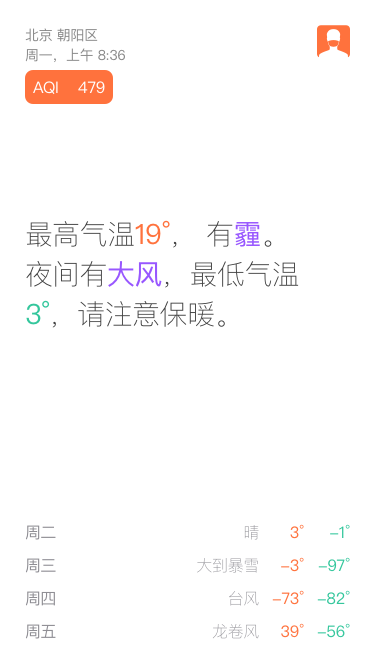 北京 朝阳区
周一，上午 8:36
AQI 479
最高气温19°， 有霾。
夜间有大风，最低气温
3°，请注意保暖。
周二 晴 3° -1°
周三 大到暴雪 -3° -97°
周四 台风 -73° -82°
周五 龙卷风 39° -56°